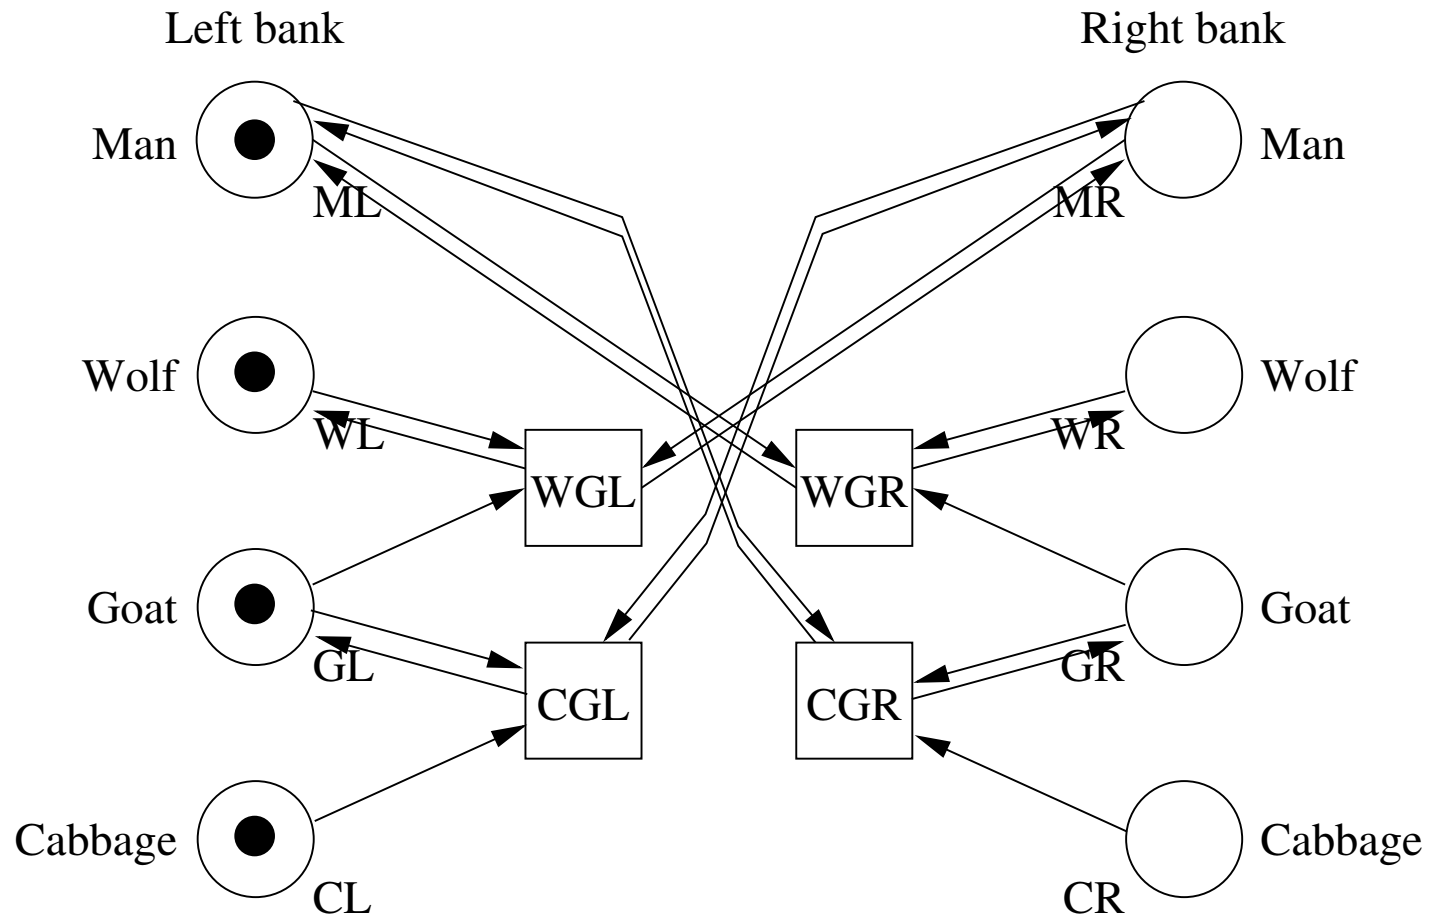 Left bank
Right bank
Man
Man
ML
MR
Wolf
Wolf
WL
WR
WGL
WGR
Goat
Goat
GL
GR
CGL
CGR
Cabbage
Cabbage
CL
CR